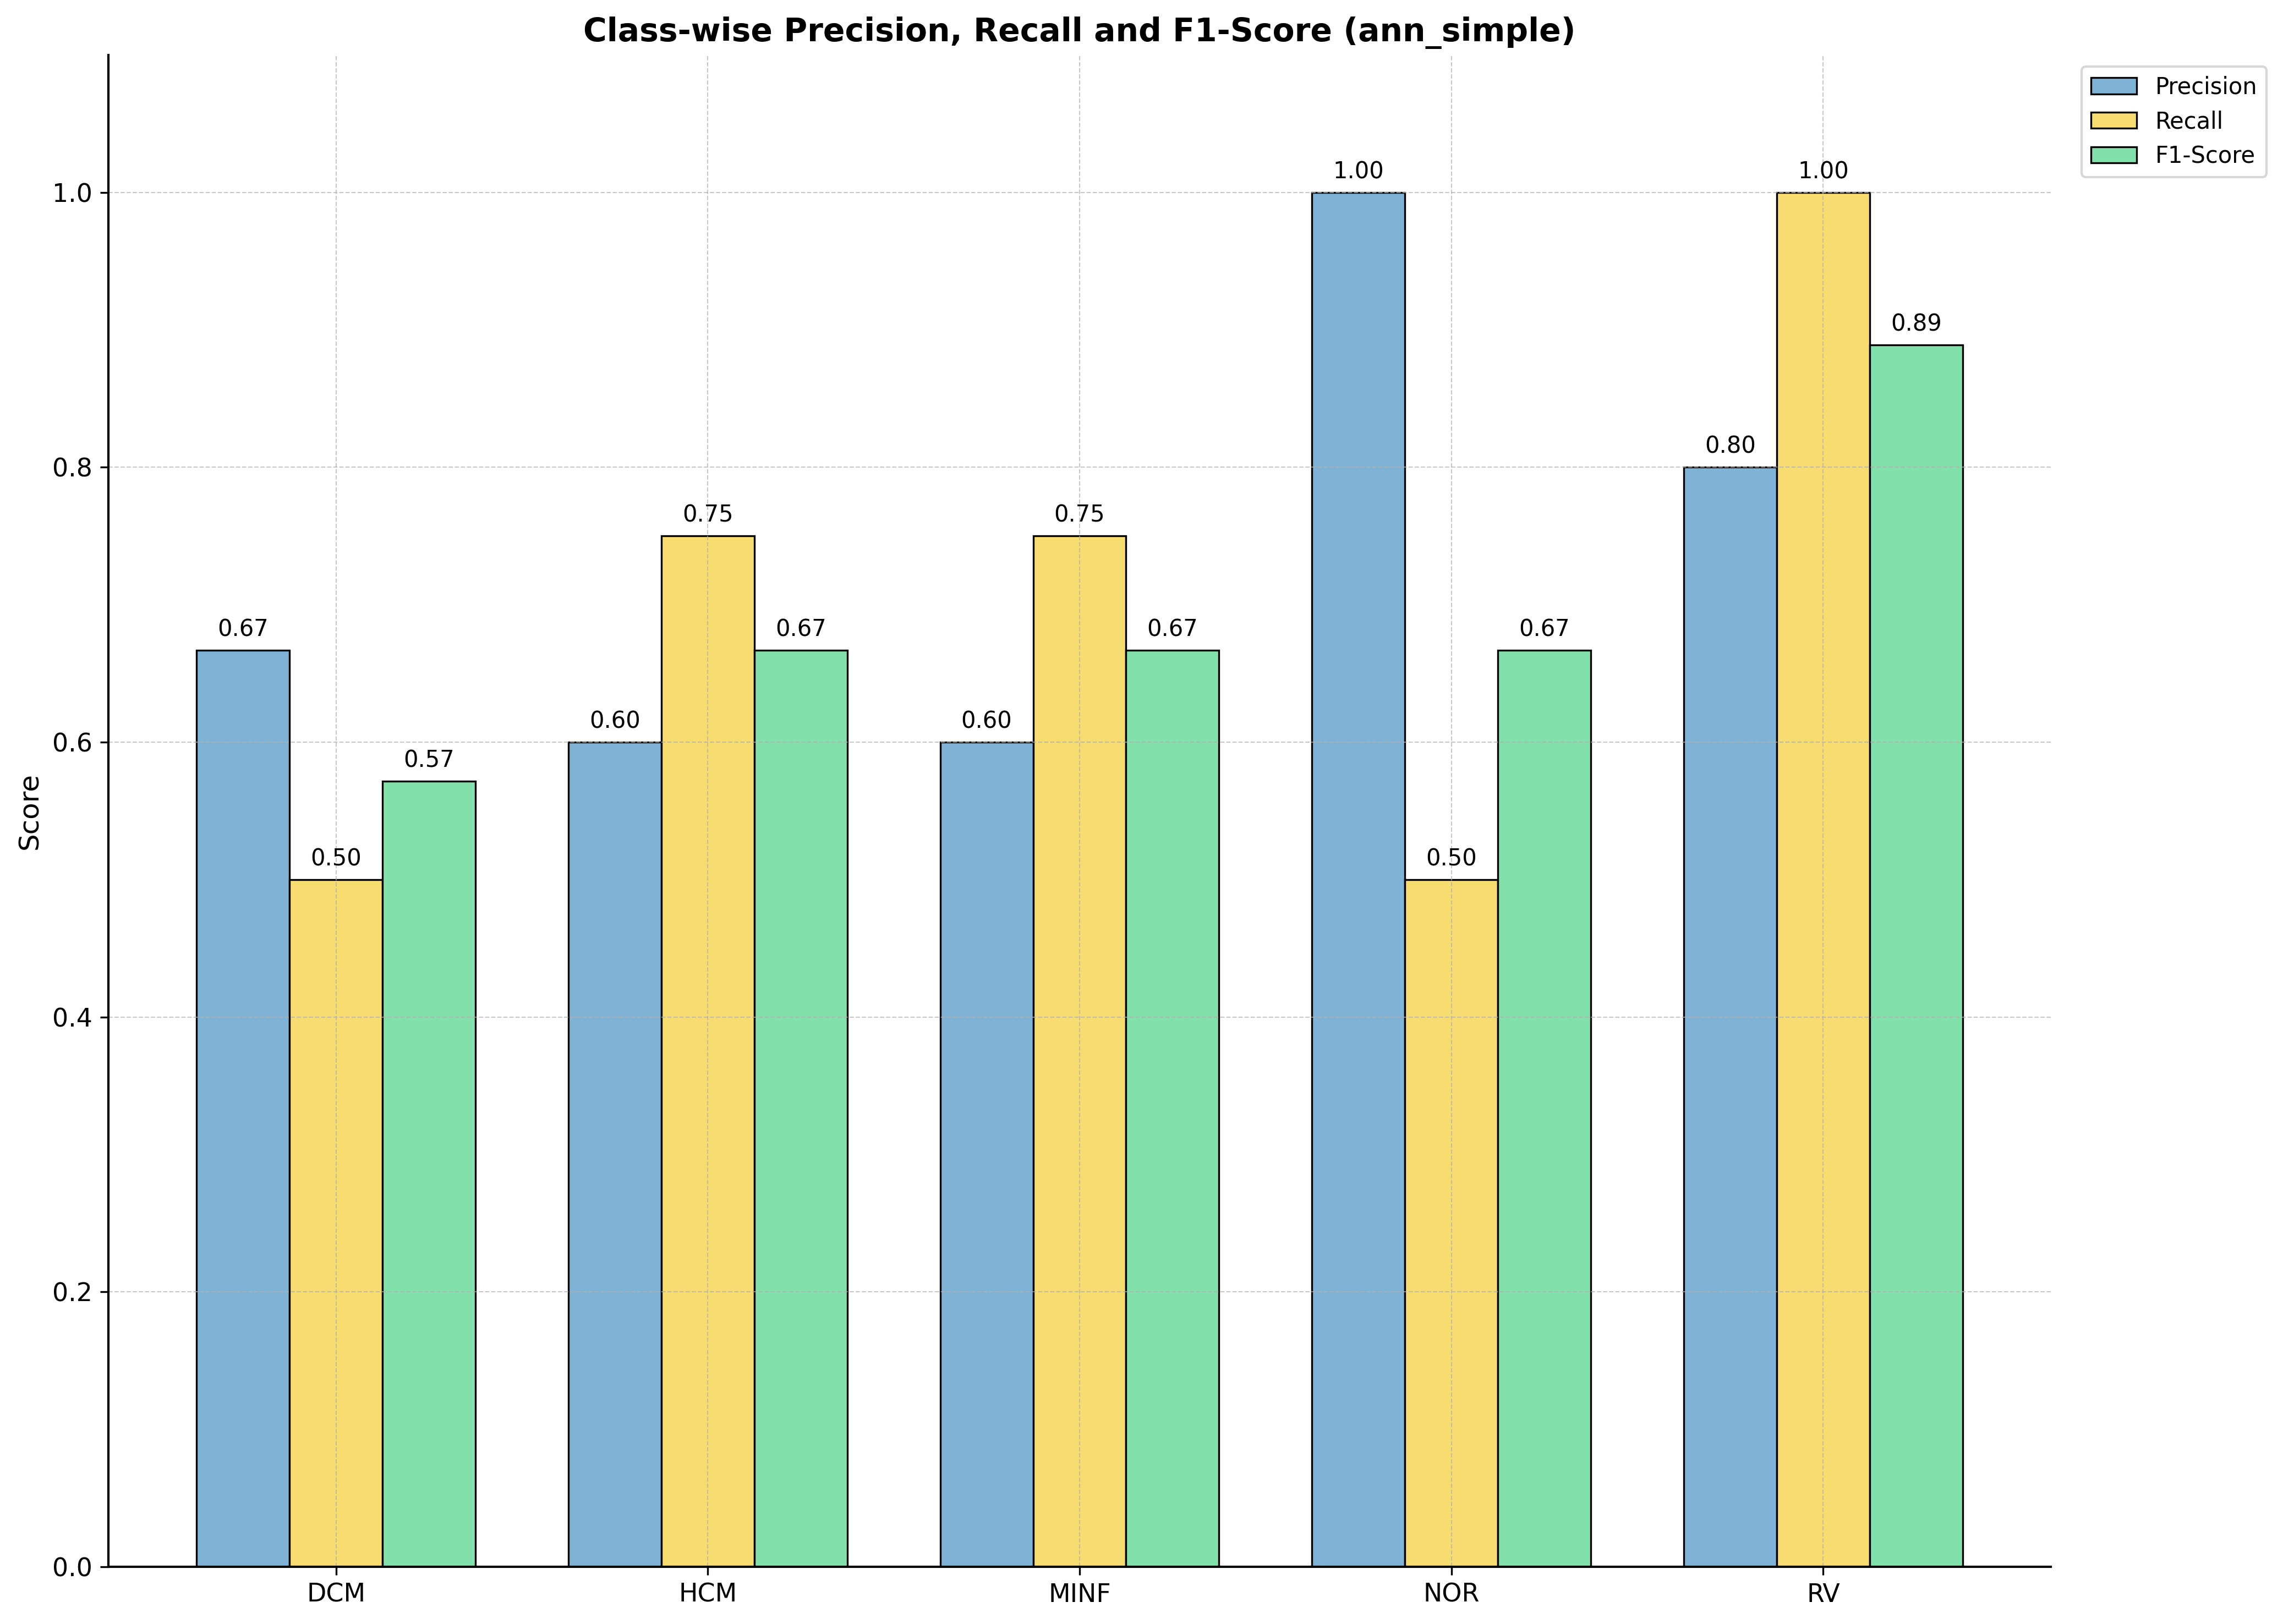 Class-wise Precision, Recall and F1-Score (ann_simple)
Precision
Recall
F1-Score
Score
1.0
0.8
0.6
0.4
0.2
0.0
0.67
0.50
0.57
0.60
0.75
0.67
0.60
0.75
0.67
1.00
0.50
0.67
0.80
1.00
0.89
DCM
HCM
MINF
NOR
RV